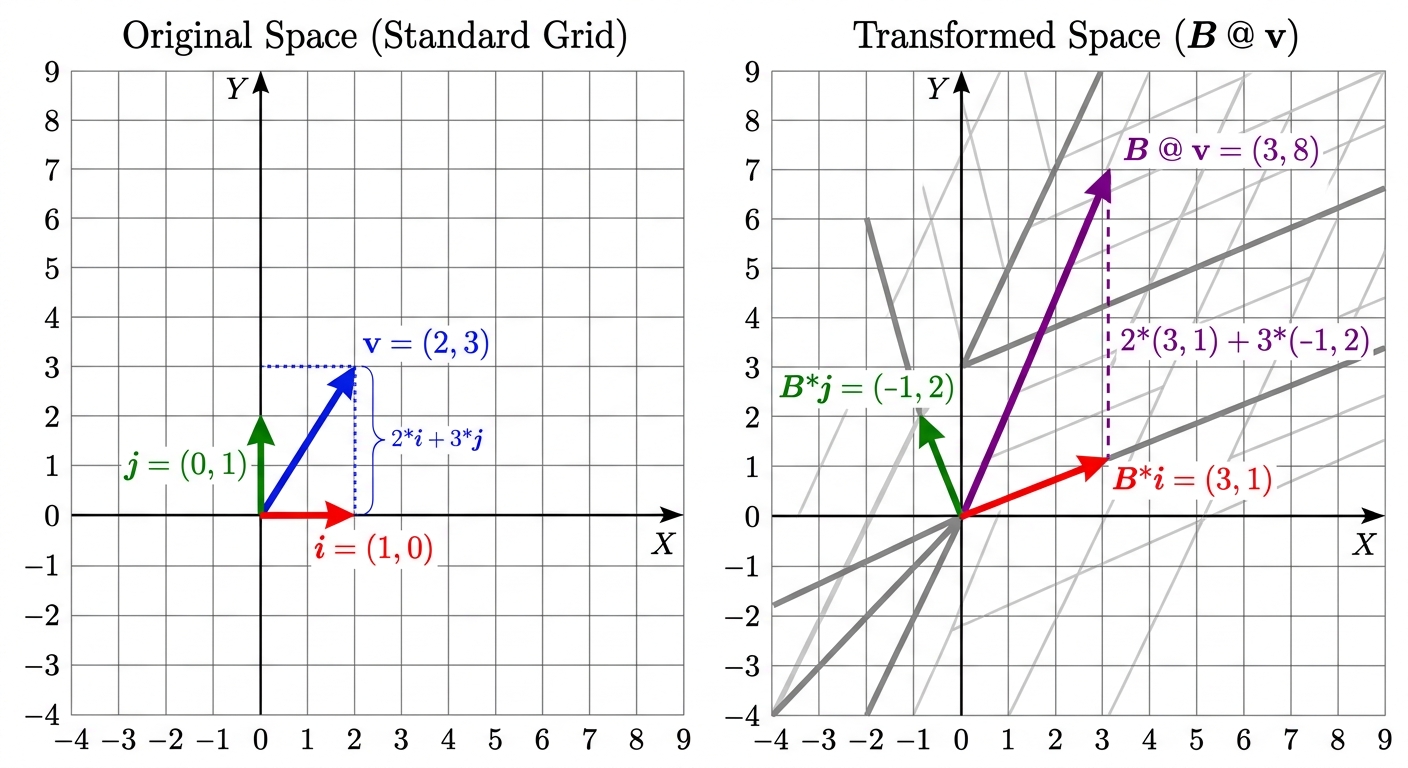 Original Space (Standard Grid)
9
8
7
6
5
4
3
2
1
0
−1
−2
−3
−4
Y
v = (2, 3)
2*i + 3*j
j = (0, 1)
i = (1, 0)
X
−4 −3 −2 −1 0 1 2 3 4 5 6 7 8 9
Transformed Space (B @ v)
9
8
7
6
5
4
3
2
1
0
−1
−2
−3
−4
Y
B @ v = (3, 8)
2*(3, 1) + 3*(−1, 2)
B*j = (−1, 2)
B*i = (3, 1)
X
−4 −3 −2 −1 0 1 2 3 4 5 6 7 8 9